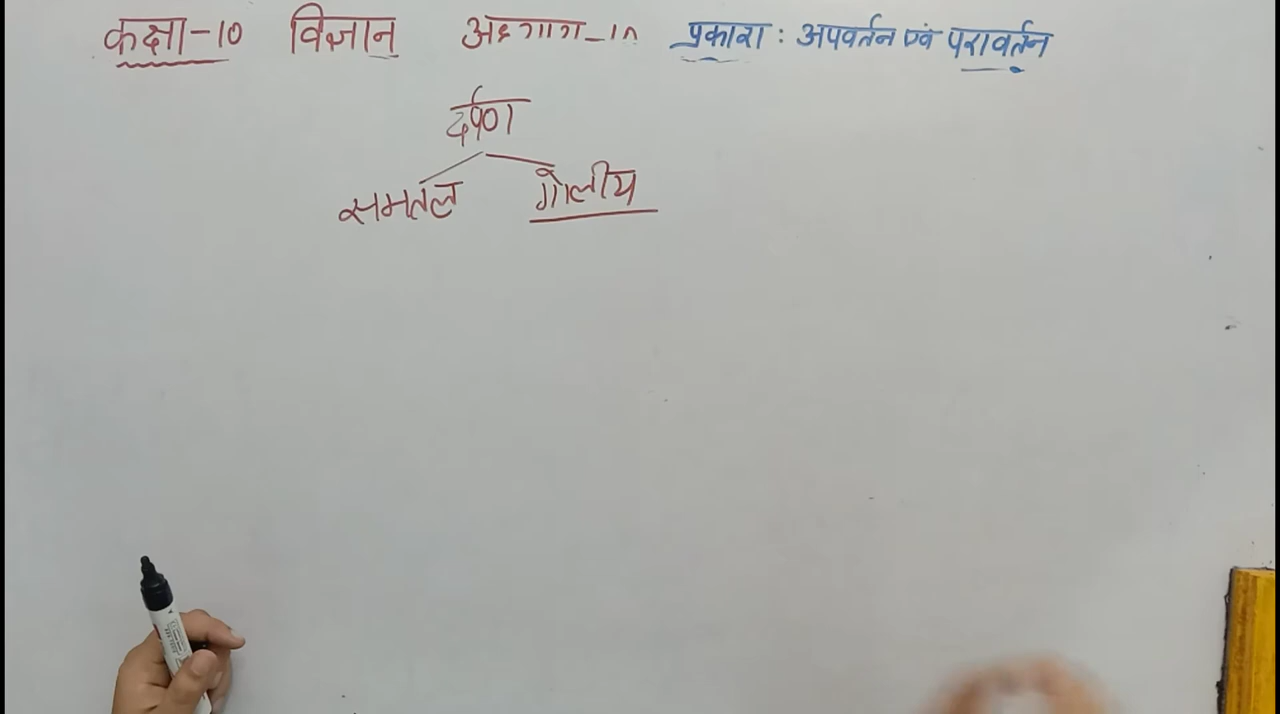 कक्षा-10 विज्ञान अध्याय-10 प्रकाश : अपवर्तन एवं परावर्तन
दर्पण
समतल गोलीय